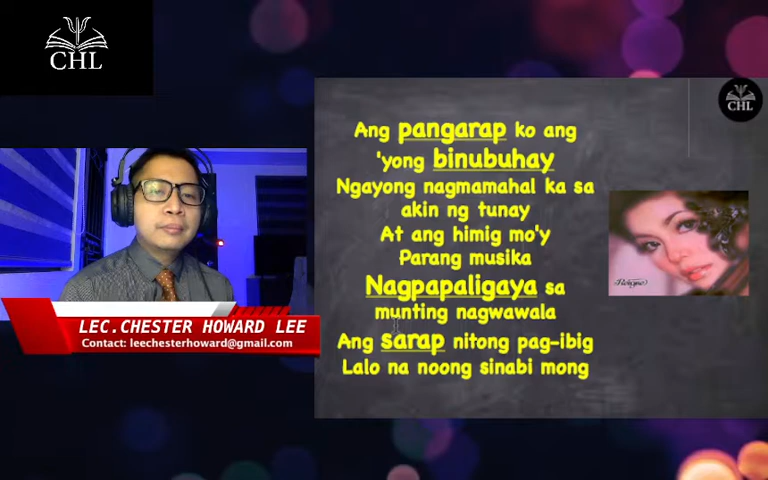 CHL
CHL
Ang pangarap ko ang
'yong binubuhay
Ngayong nagmamahal ka sa
akin ng tunay
At ang himig mo'y
Parang musika
Nagpapaligaya sa
munting nagwawala
Ang sarap nitong pag-ibig
Lalo na noong sinabi mong
Regine
LEC.CHESTER HOWARD LEE
Contact: leechesterhoward@gmail.com